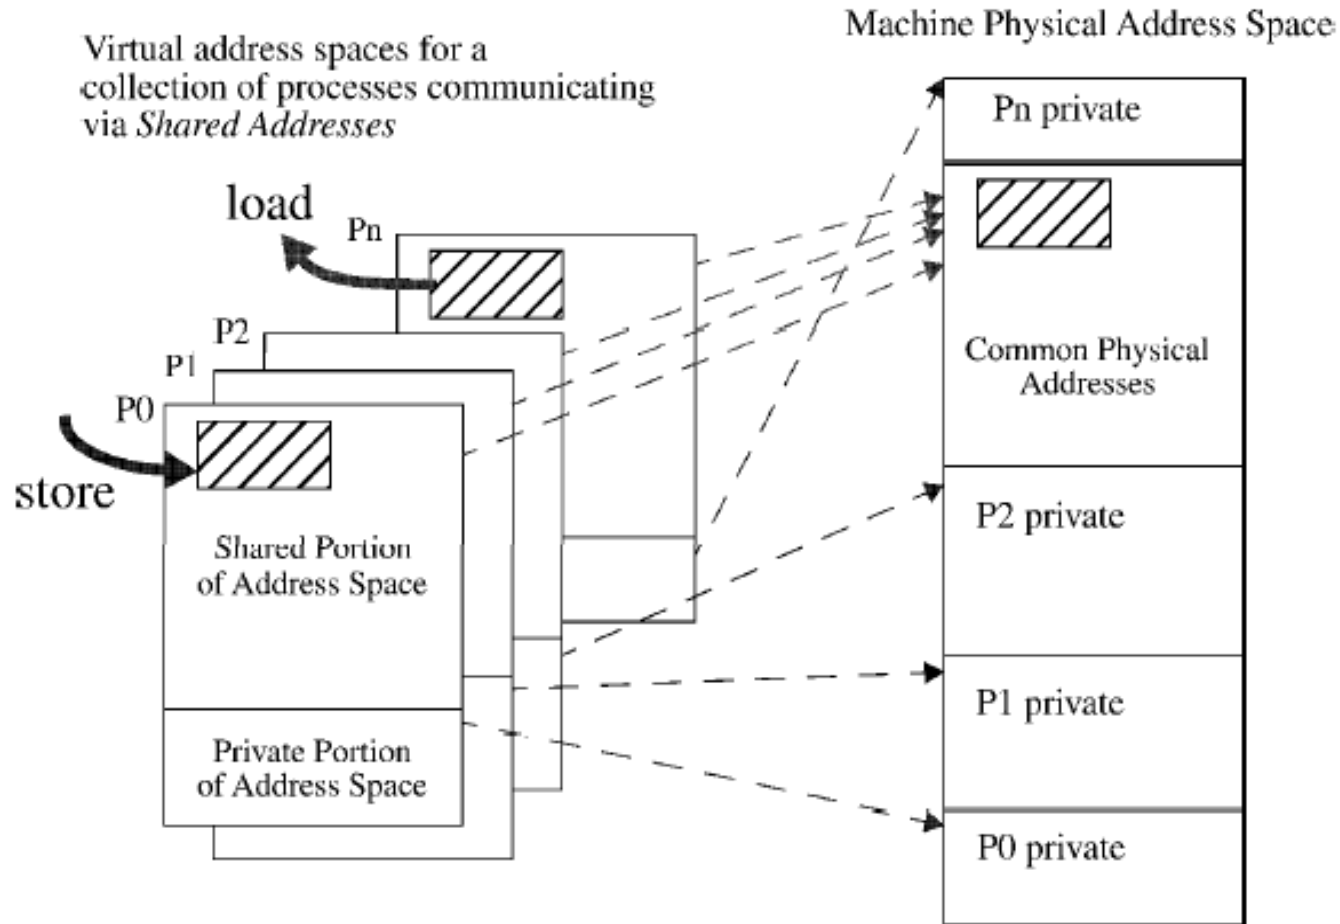 Machine Physical Address Space
Virtual address spaces for a
collection of processes communicating
via Shared Addresses
load
Pn
P2
P1
P0
store
Shared Portion
of Address Space
Private Portion
of Address Space
Pn private
Common Physical
Addresses
P2 private
P1 private
P0 private